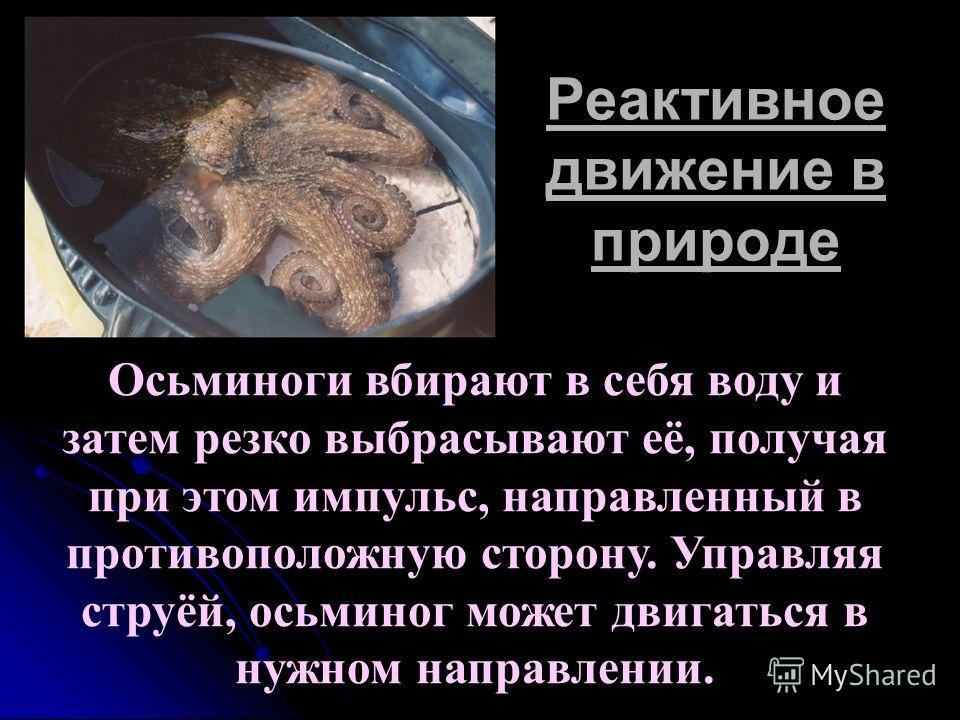 Реактивное
движение в
природе
Осьминоги вбирают в себя воду и
затем резко выбрасывают её, получая
при этом импульс, направленный в
противоположную сторону. Управляя
струёй, осьминог может двигаться в
нужном направлении.
MyShared